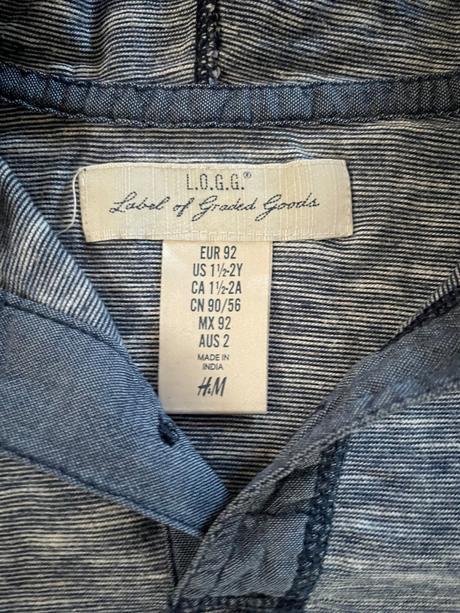 L.O.G.G.®
Label of Graded Goods
EUR 92
US 1½-2Y
CA 1½-2A
CN 90/56
MX 92
AUS 2
MADE IN
INDIA
H&M